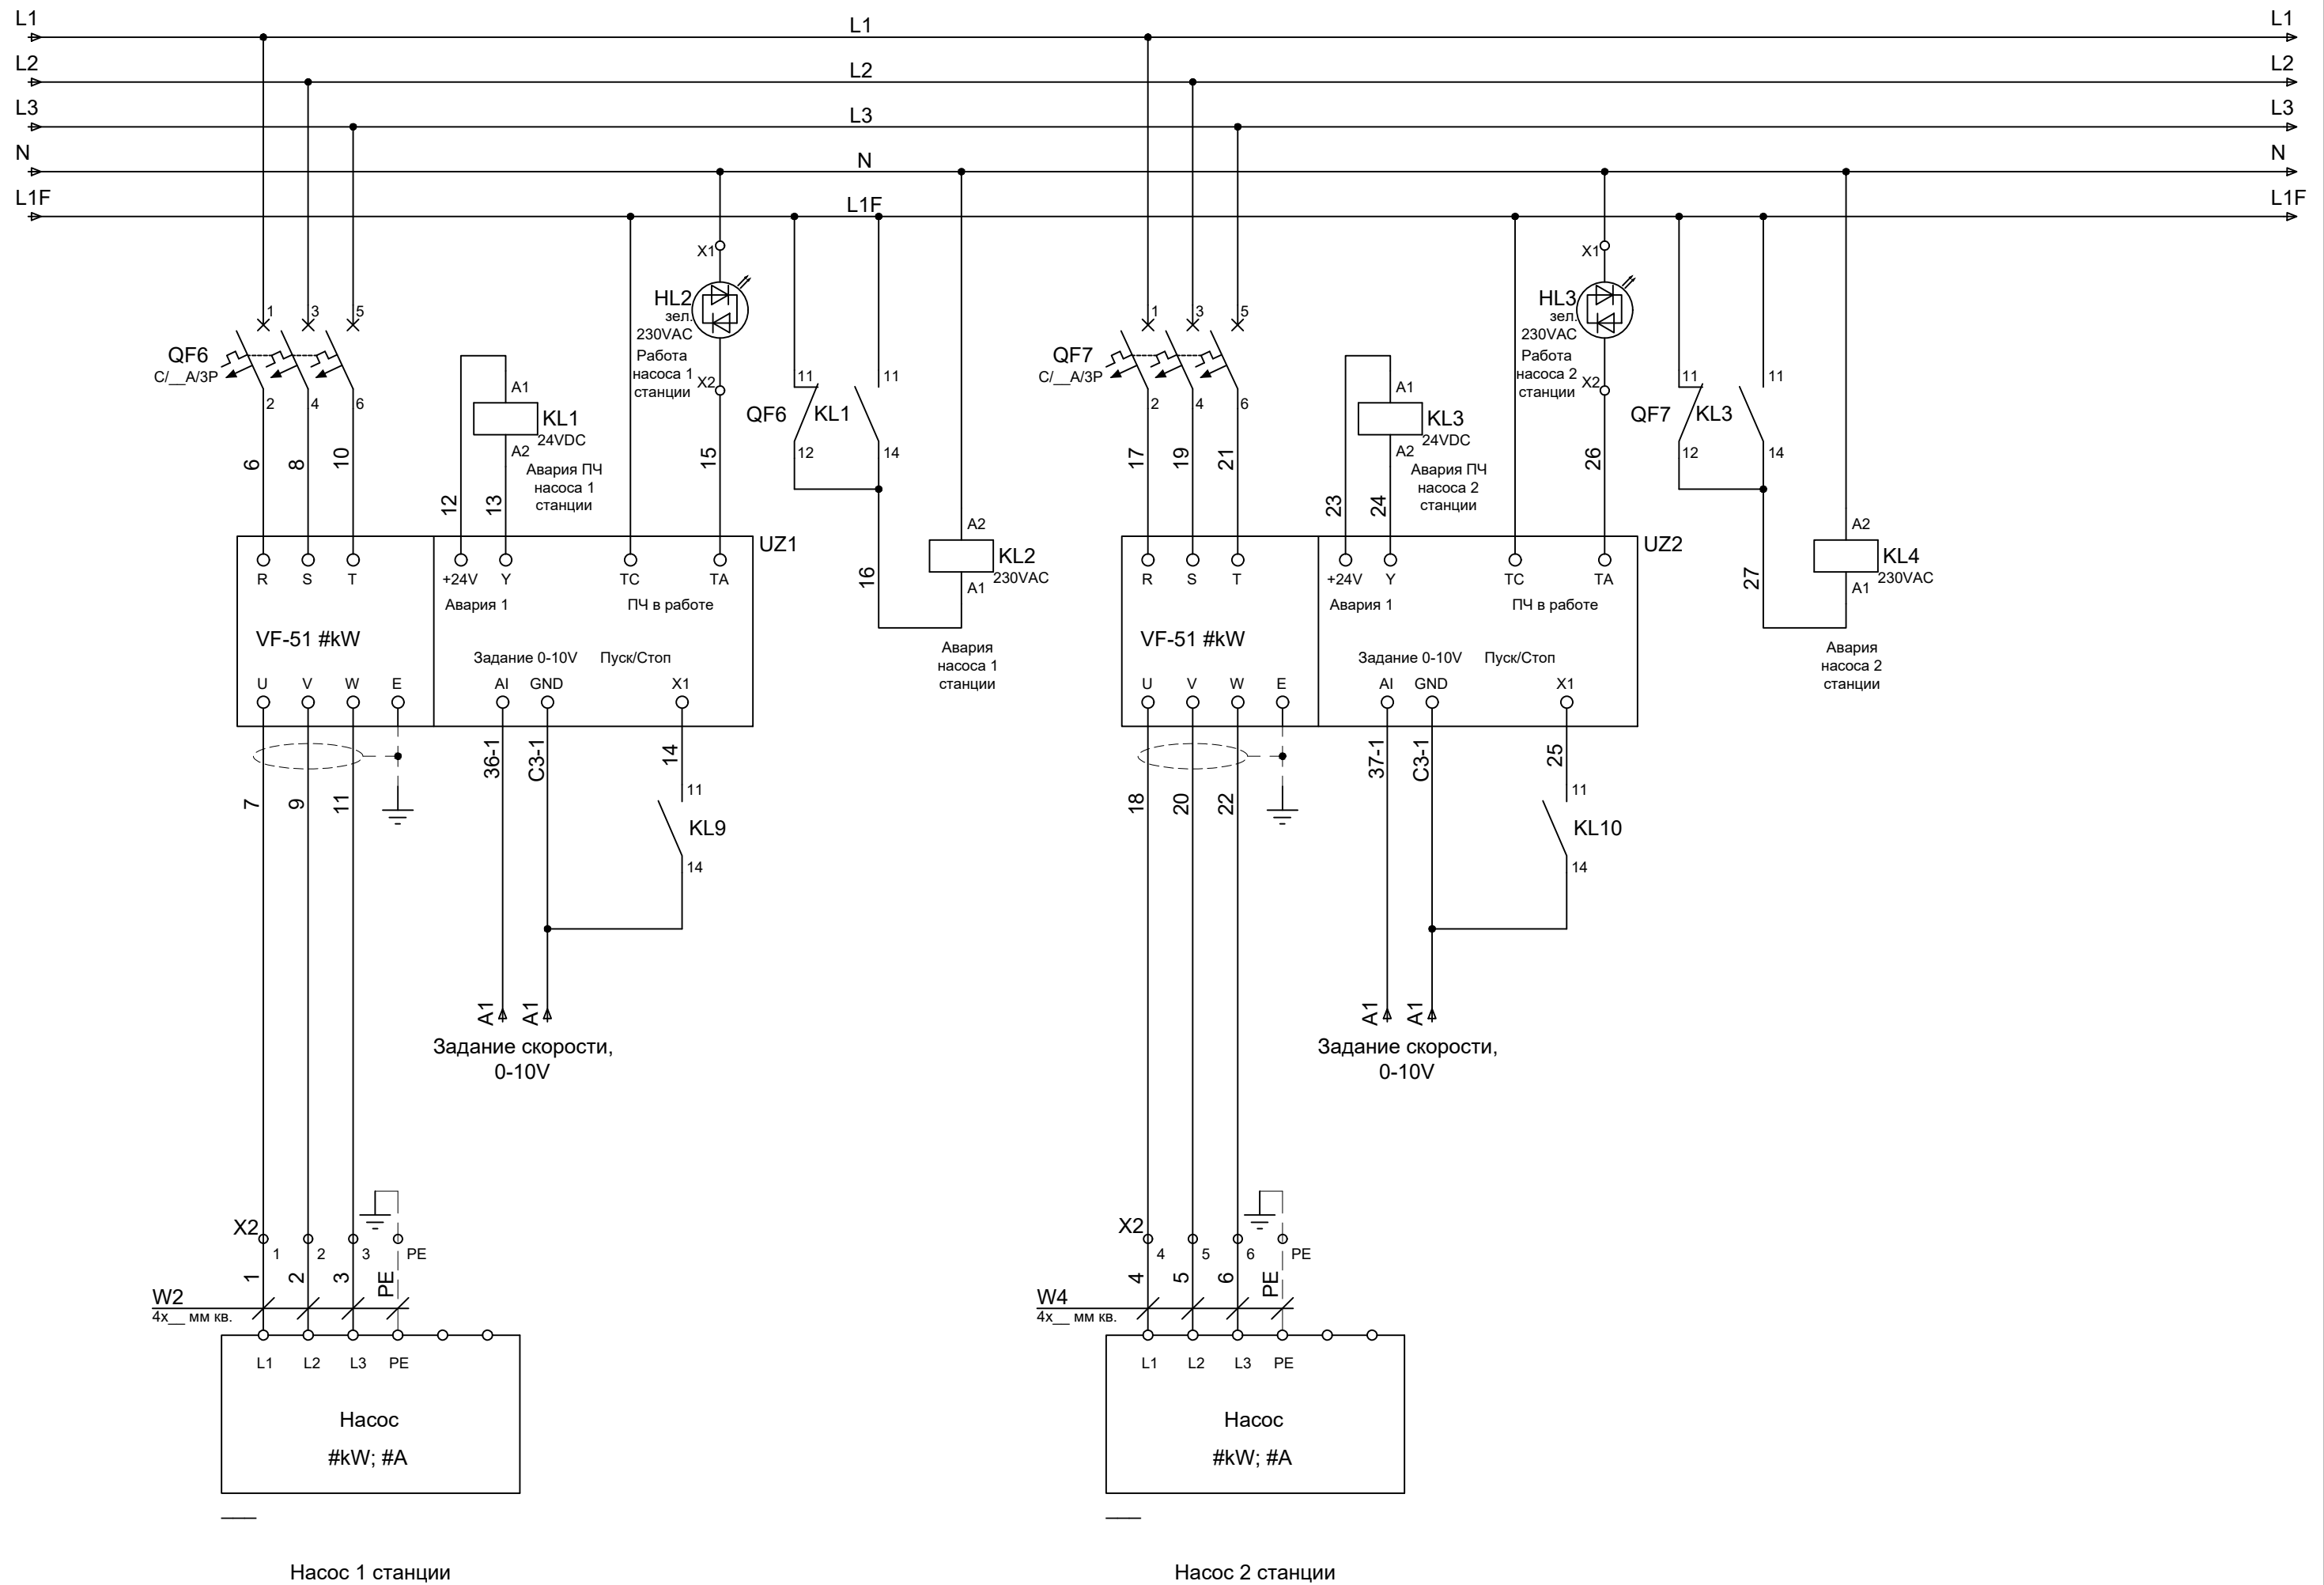 L1 L1 L1
L2 L2 L2
L3 L3 L3
N N N
L1F L1F L1F
X1 X1
HL2 HL3
зел. зел.
1 3 5 1 3 5
230VAC 230VAC
QF6 QF7
C/__A/3P C/__A/3P
Работа Работа
насоса 1 насоса 2
станции станции
X2 X2
11 11 11 11
A1 A1
2 4 6 2 4 6
KL1 KL3
24VDC 24VDC
A2 A2
QF6 KL1 QF7 KL3
12 14 12 14
6 8 10 15 17 19 21 26
Авария ПЧ Авария ПЧ
насоса 1 насоса 2
станции станции
12 13 23 24
A2 A2
UZ1 UZ2
KL2 KL4
230VAC 230VAC
A1 A1
16 27
R S T +24V Y TC TA R S T +24V Y TC TA
Авария 1 ПЧ в работе Авария 1 ПЧ в работе
VF-51 #kW VF-51 #kW
Авария Авария
насоса 1 насоса 2
станции станции
Задание 0-10V Пуск/Стоп Задание 0-10V Пуск/Стоп
U V W E AI GND X1 U V W E AI GND X1
36-1 C3-1 14 37-1 C3-1 25
7 9 11 18 20 22
11 11
KL9 KL10
14 14
A1 A1 A1 A1
Задание скорости, Задание скорости,
0-10V 0-10V
X2 X2
1 2 3 PE 4 5 6 PE
1 2 3 PE 4 5 6 PE
W2 W4
4x__ мм кв. 4x__ мм кв.
L1 L2 L3 PE L1 L2 L3 PE
Насос Насос
#kW; #A #kW; #A
Насос 1 станции Насос 2 станции